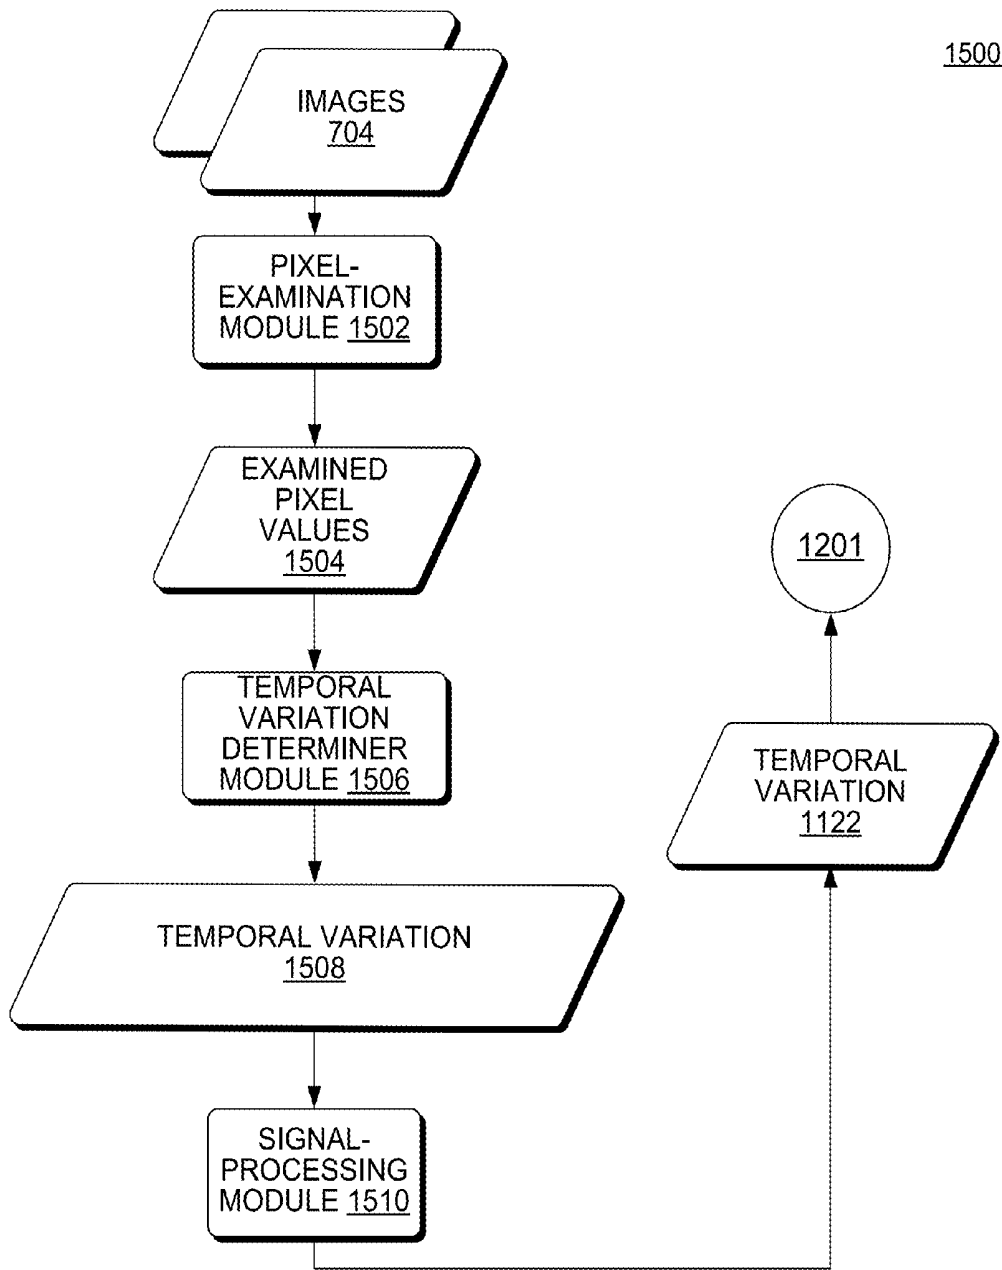 1500
IMAGES
704
PIXEL-
EXAMINATION
MODULE 1502
EXAMINED
PIXEL
VALUES
1504
TEMPORAL
VARIATION
DETERMINER
MODULE 1506
TEMPORAL VARIATION
1508
SIGNAL-
PROCESSING
MODULE 1510
1201
TEMPORAL
VARIATION
1122